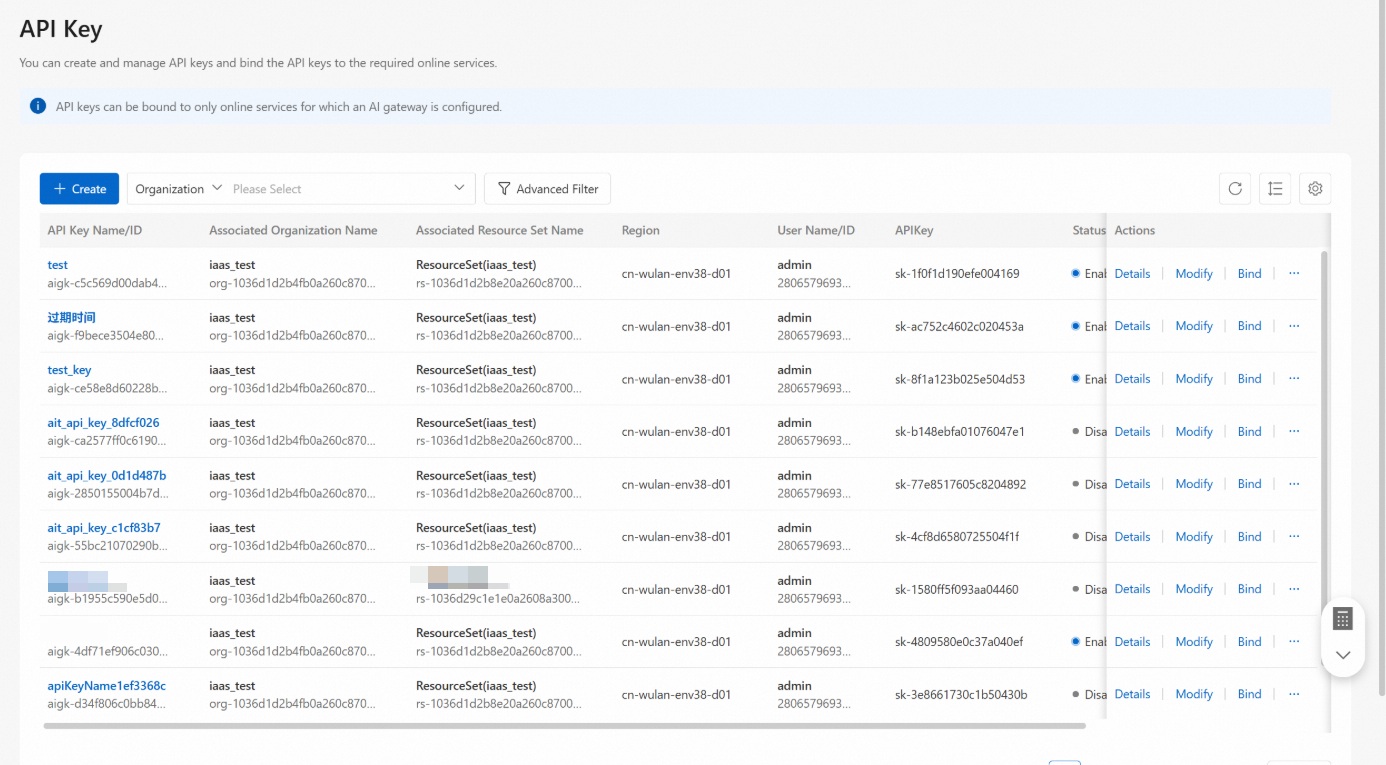 API Key
You can create and manage API keys and bind the API keys to the required online services.
API keys can be bound to only online services for which an AI gateway is configured.
Create Organization Please Select Advanced Filter
API Key Name/ID Associated Organization Name Associated Resource Set Name Region User Name/ID APIKey Status Actions
test iaas_test ResourceSet(iaas_test) admin
cn-wulan-env38-d01 sk-1f0f1d190efe004169 Enab Details Modify Bind ...
aigk-c5c569d00dab4... org-1036d1d2b4fb0a260c870... rs-1036d1d2b8e20a260c8700... 2806579693...
过期时间 iaas_test ResourceSet(iaas_test) admin
cn-wulan-env38-d01 sk-ac752c4602c020453a Enab Details Modify Bind ...
aigk-f9bece3504e80... org-1036d1d2b4fb0a260c870... rs-1036d1d2b8e20a260c8700... 2806579693...
test_key iaas_test ResourceSet(iaas_test) admin
cn-wulan-env38-d01 sk-8f1a123b025e504d53 Enab Details Modify Bind ...
aigk-ce58e8d60228b... org-1036d1d2b4fb0a260c870... rs-1036d1d2b8e20a260c8700... 2806579693...
ait_api_key_8dfcf026 iaas_test ResourceSet(iaas_test) admin
cn-wulan-env38-d01 sk-b148ebfa01076047e1 Disa Details Modify Bind ...
aigk-ca2577ff0c6190... org-1036d1d2b4fb0a260c870... rs-1036d1d2b8e20a260c8700... 2806579693...
ait_api_key_0d1d487b iaas_test ResourceSet(iaas_test) admin
cn-wulan-env38-d01 sk-77e8517605c8204892 Disa Details Modify Bind ...
aigk-2850155004b7d... org-1036d1d2b4fb0a260c870... rs-1036d1d2b8e20a260c8700... 2806579693...
ait_api_key_c1cf83b7 iaas_test ResourceSet(iaas_test) admin
cn-wulan-env38-d01 sk-4cf8d6580725504f1f Disa Details Modify Bind ...
aigk-55bc21070290b... org-1036d1d2b4fb0a260c870... rs-1036d1d2b8e20a260c8700... 2806579693...
iaas_test admin
cn-wulan-env38-d01 sk-1580ff5f093aa04460 Disa Details Modify Bind ...
aigk-b1955c590e5d0... org-1036d1d2b4fb0a260c870... rs-1036d29c1e1e0a2608a300... 2806579693...
iaas_test ResourceSet(iaas_test) admin
cn-wulan-env38-d01 sk-4809580e0c37a040ef Enab Details Modify Bind ...
aigk-4df71ef906c030... org-1036d1d2b4fb0a260c870... rs-1036d1d2b8e20a260c8700... 2806579693...
apiKeyName1ef3368c iaas_test ResourceSet(iaas_test) admin
cn-wulan-env38-d01 sk-3e8661730c1b50430b Disa Details Modify Bind ...
aigk-d34f806c0bb84... org-1036d1d2b4fb0a260c870... rs-1036d1d2b8e20a260c8700... 2806579693...